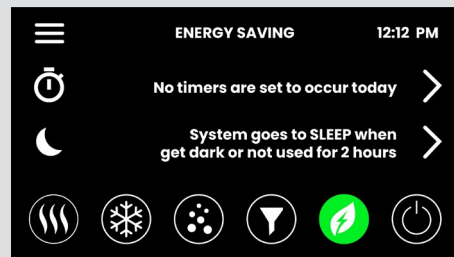 ENERGY SAVING
12:12 PM
No timers are set to occur today
System goes to SLEEP when
get dark or not used for 2 hours